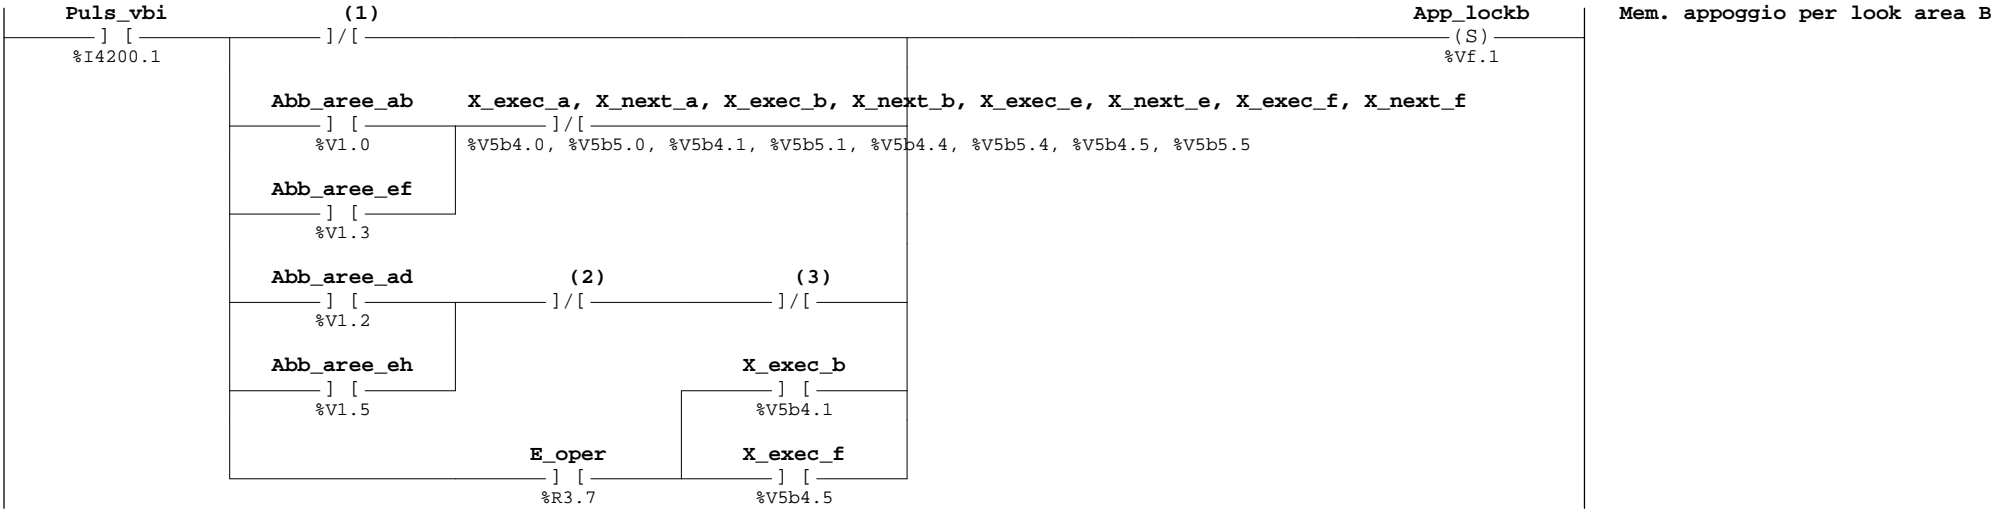 Puls_vbi (1) App_lockb Mem. appoggio per look area B
] [ ]/[ (S)
%I4200.1 %Vf.1
Abb_aree_ab X_exec_a, X_next_a, X_exec_b, X_next_b, X_exec_e, X_next_e, X_exec_f, X_next_f
] [ ]/[
%V1.0 %V5b4.0, %V5b5.0, %V5b4.1, %V5b5.1, %V5b4.4, %V5b5.4, %V5b4.5, %V5b5.5
Abb_aree_ef
] [
%V1.3
Abb_aree_ad (2) (3)
] [ ]/[ ]/[
%V1.2
Abb_aree_eh X_exec_b
] [ ] [
%V1.5 %V5b4.1
E_oper X_exec_f
] [ ] [
%R3.7 %V5b4.5